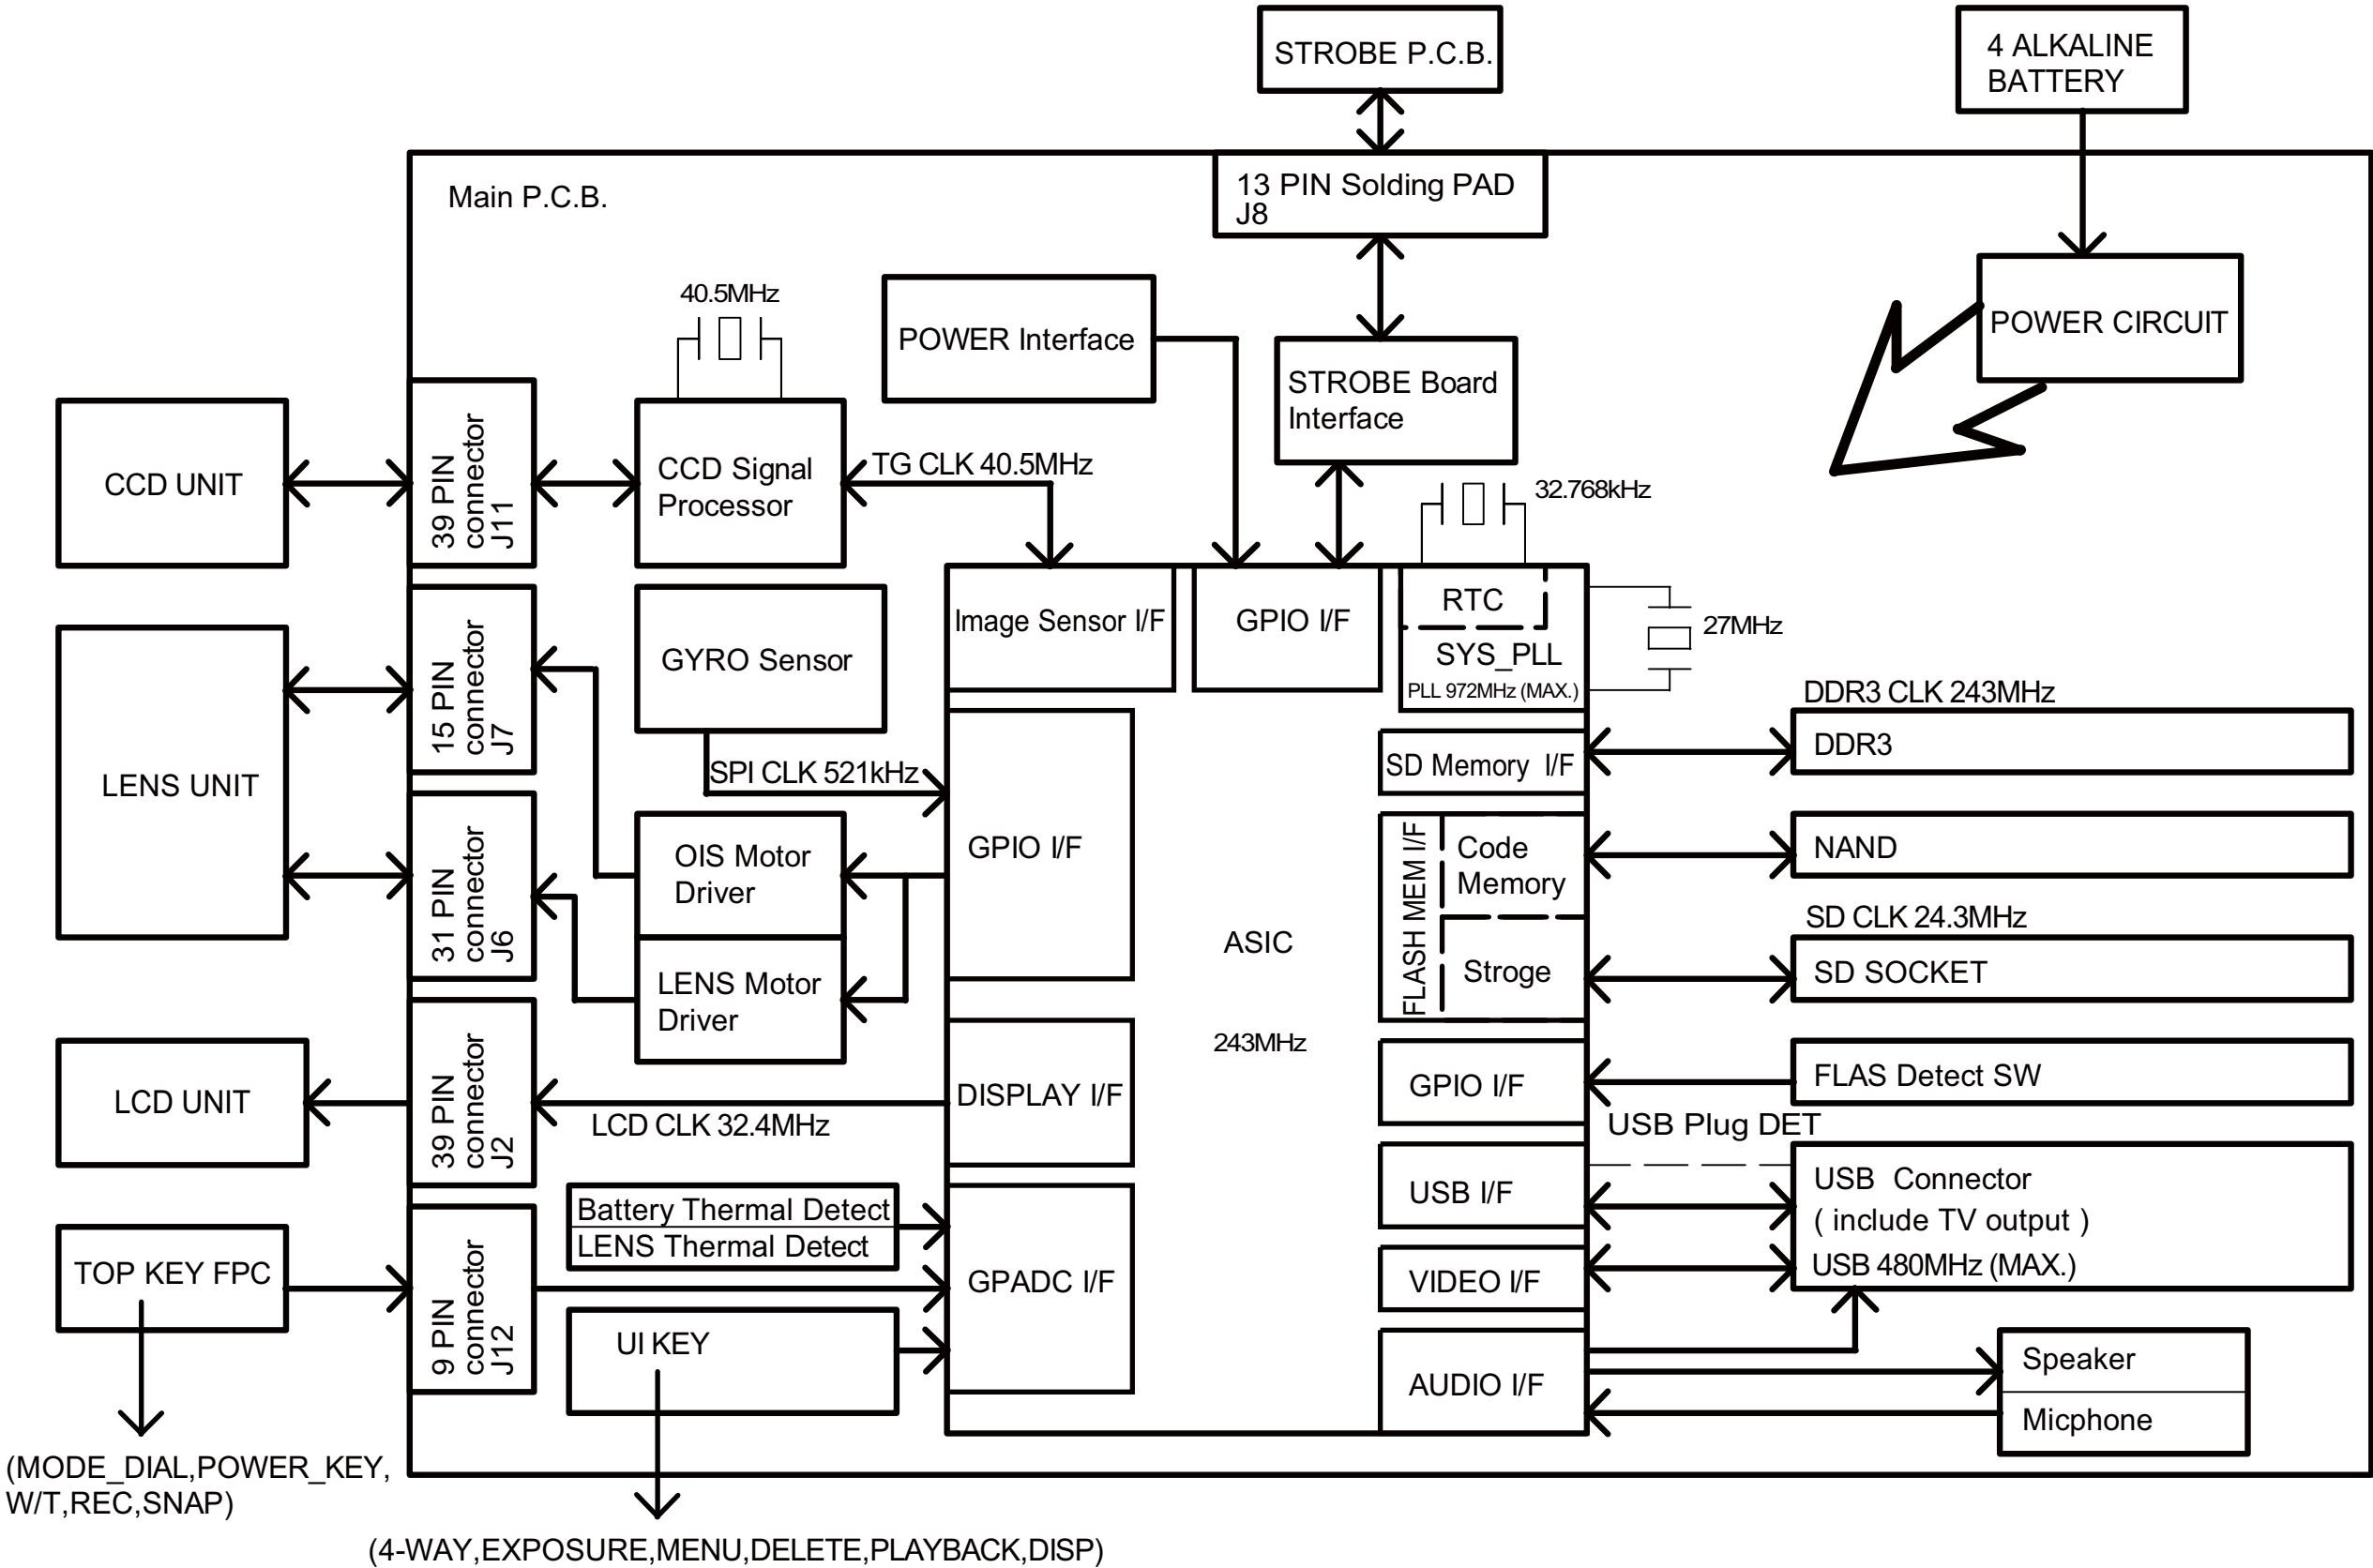 STROBE P.C.B.
4 ALKALINE
BATTERY
Main P.C.B.
13 PIN Solding PAD
J8
40.5MHz
POWER Interface
POWER CIRCUIT
STROBE Board
Interface
CCD UNIT
39 PIN
connector
J11
CCD Signal
Processor
TG CLK 40.5MHz
32.768kHz
Image Sensor I/F
GPIO I/F
RTC
SYS_PLL
PLL 972MHz (MAX.)
27MHz
LENS UNIT
15 PIN
connector
J7
GYRO Sensor
SPI CLK 521kHz
GPIO I/F
SD Memory I/F
DDR3 CLK 243MHz
DDR3
31 PIN
connector
J6
OIS Motor
Driver
LENS Motor
Driver
ASIC
243MHz
FLASH MEM I/F
Code
Memory
Stroge
NAND
SD CLK 24.3MHz
SD SOCKET
LCD UNIT
39 PIN
connector
J2
LCD CLK 32.4MHz
DISPLAY I/F
GPIO I/F
FLAS Detect SW
USB Plug DET
USB I/F
USB Connector
( include TV output )
USB 480MHz (MAX.)
VIDEO I/F
TOP KEY FPC
9 PIN
connector
J12
Battery Thermal Detect
LENS Thermal Detect
GPADC I/F
UI KEY
AUDIO I/F
Speaker
Micphone
(MODE_DIAL,POWER_KEY,
W/T,REC,SNAP)
(4-WAY,EXPOSURE,MENU,DELETE,PLAYBACK,DISP)